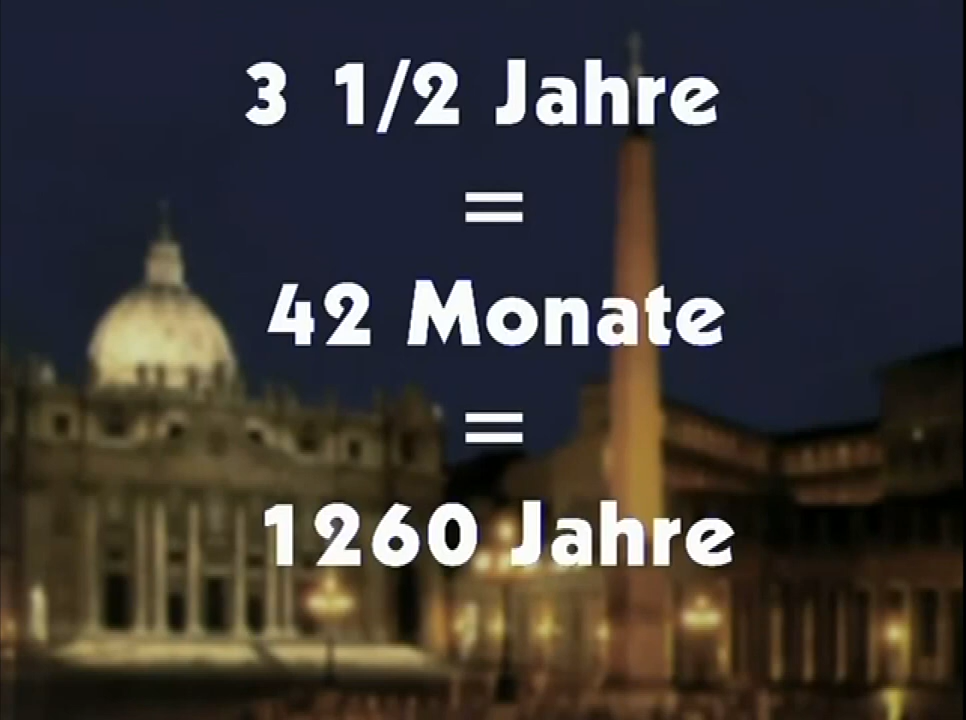 3 1/2 Jahre
=
42 Monate
=
1260 Jahre